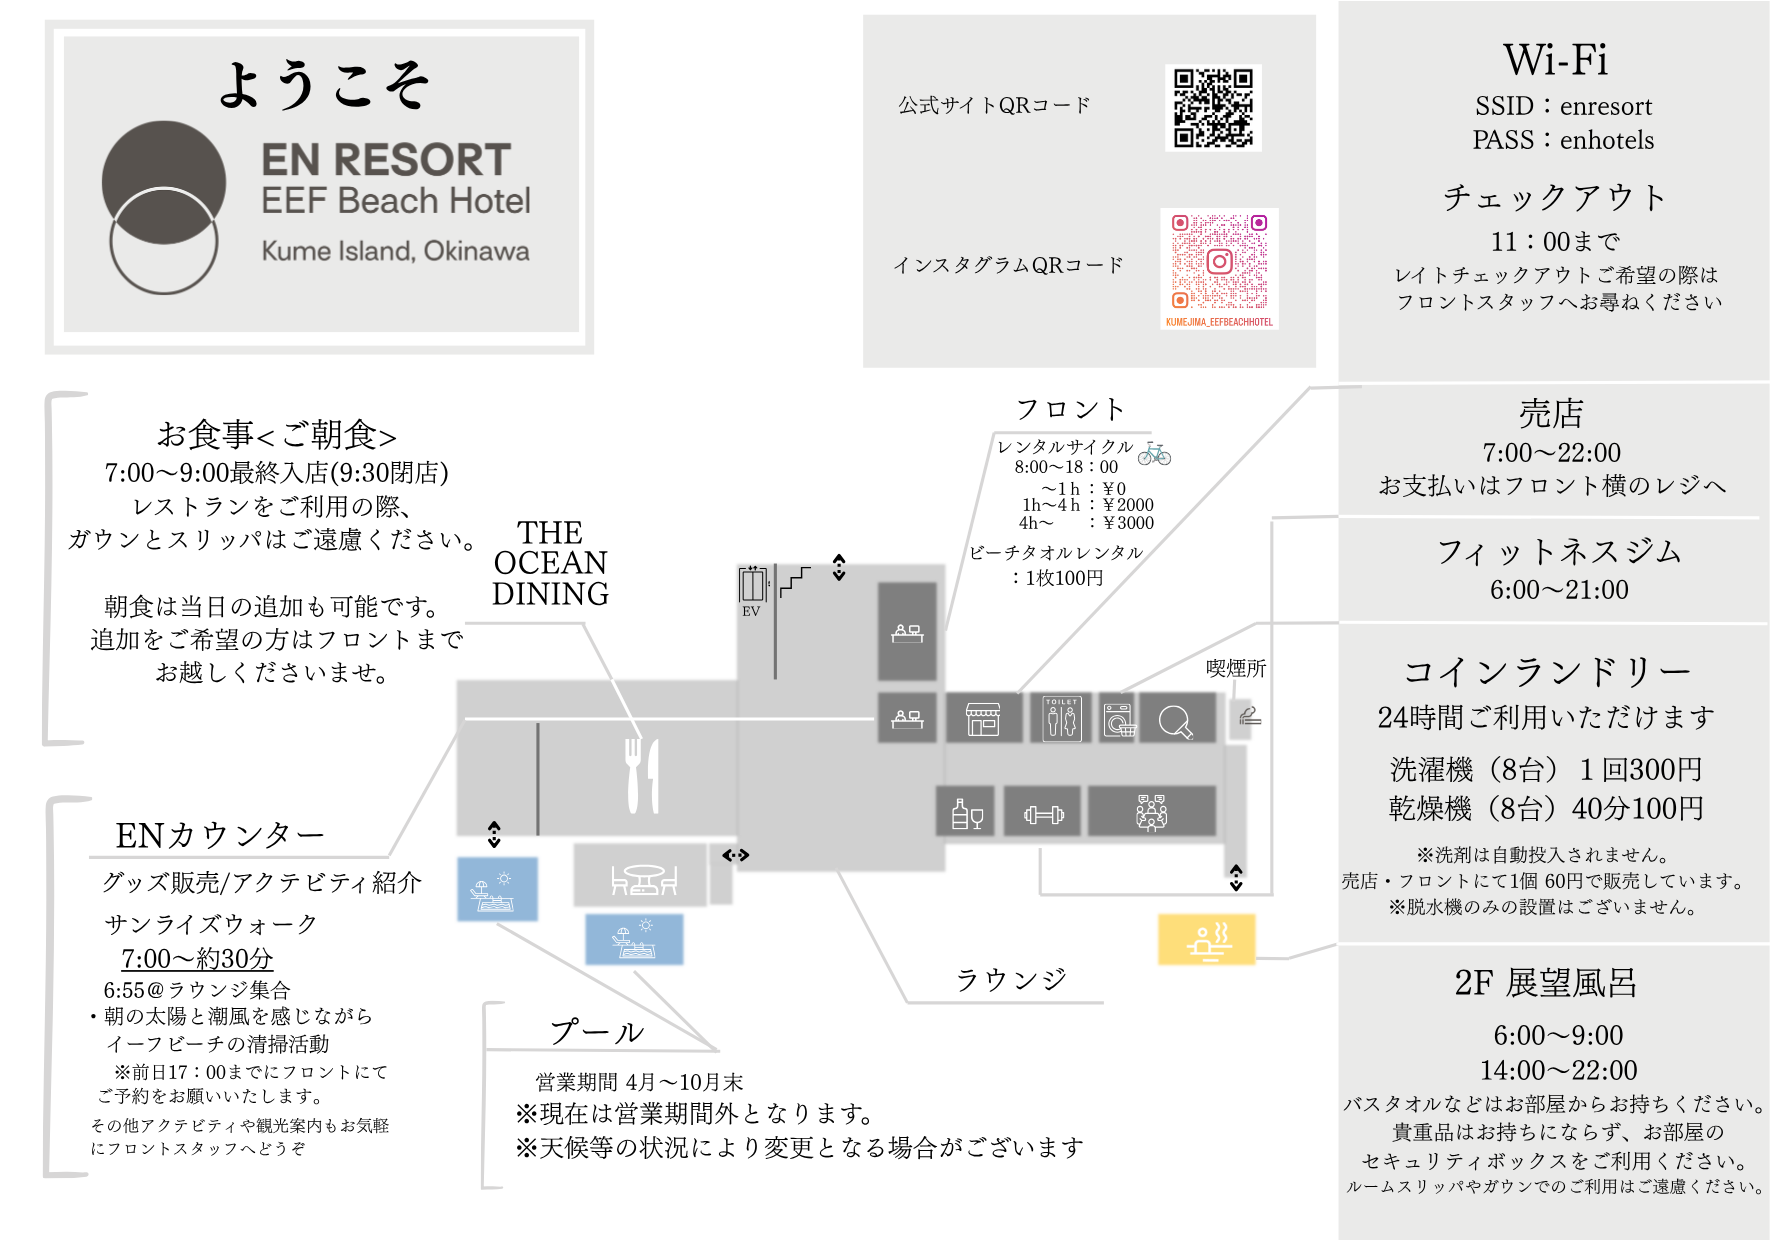 ようこそ
EN RESORT
EEF Beach Hotel
Kume Island, Okinawa
公式サイトQRコード
インスタグラムQRコード
KUMEJIMA_EEFBEACHHOTEL
Wi-Fi
SSID：enresort
PASS：enhotels
チェックアウト
11：00まで
レイトチェックアウトご希望の際は
フロントスタッフへお尋ねください
お食事<ご朝食>
7:00～9:00最終入店(9:30閉店)
レストランをご利用の際、
ガウンとスリッパはご遠慮ください。
朝食は当日の追加も可能です。
追加をご希望の方はフロントまで
お越しくださいませ。
THE
OCEAN
DINING
フロント
レンタルサイクル
8:00～18：00
～1ｈ：￥0
1h～4ｈ：￥2000
4h～　：￥3000
ビーチタオルレンタル
：1枚100円
EV
TOILET
喫煙所
売店
7:00～22:00
お支払いはフロント横のレジへ
フィットネスジム
6:00～21:00
コインランドリー
24時間ご利用いただけます
洗濯機（8台）１回300円
乾燥機（8台）40分100円
※洗剤は自動投入されません。
売店・フロントにて1個 60円で販売しています。
※脱水機のみの設置はございません。
ENカウンター
グッズ販売/アクテビティ紹介
サンライズウォーク
7:00～約30分
6:55＠ラウンジ集合
・朝の太陽と潮風を感じながら
イーフビーチの清掃活動
※前日17：00までにフロントにて
ご予約をお願いいたします。
その他アクテビティや観光案内もお気軽
にフロントスタッフへどうぞ
ラウンジ
プール
営業期間 4月～10月末
※現在は営業期間外となります。
※天候等の状況により変更となる場合がございます
2F 展望風呂
6:00～9:00
14:00～22:00
バスタオルなどはお部屋からお持ちください。
貴重品はお持ちにならず、お部屋の
セキュリティボックスをご利用ください。
ルームスリッパやガウンでのご利用はご遠慮ください。